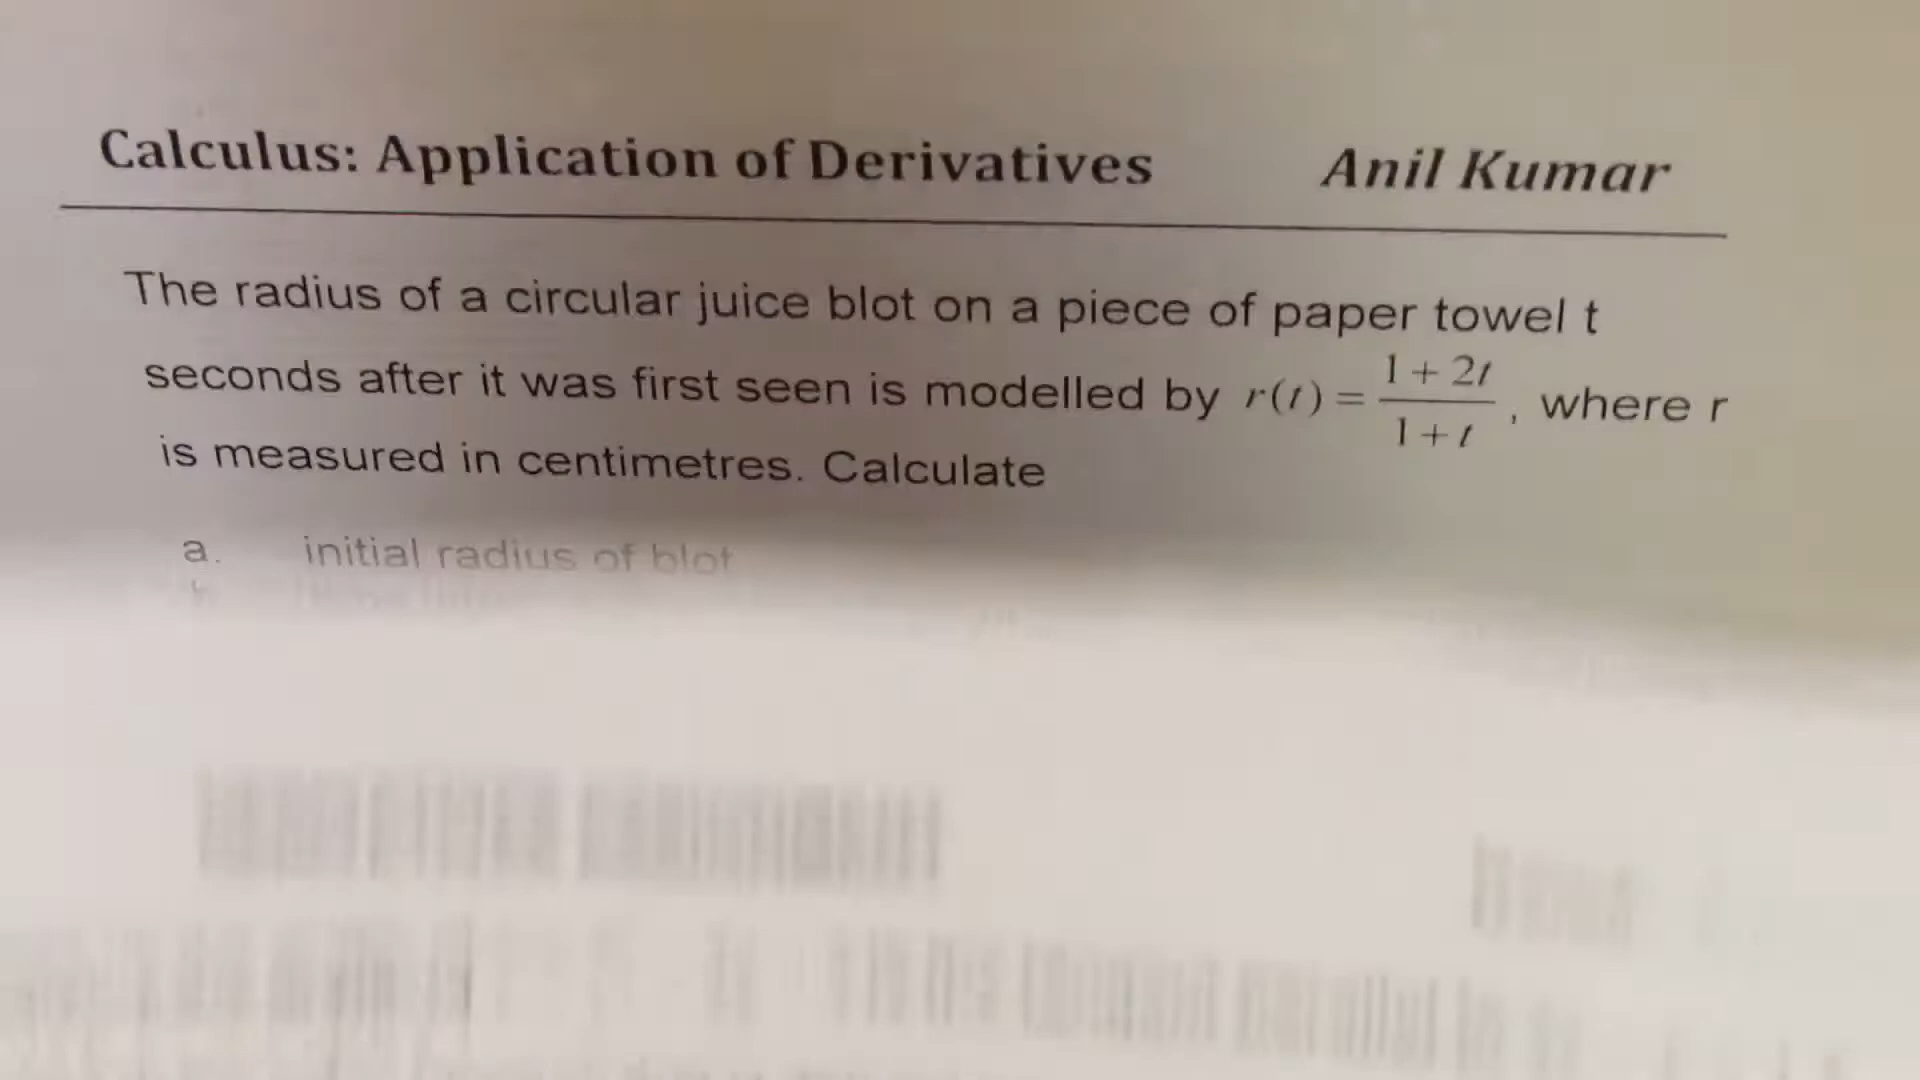 Calculus: Application of Derivatives Anil Kumar
The radius of a circular juice blot on a piece of paper towel t
seconds after it was first seen is modelled by r(t) = \frac{1+2t}{1+t}, where r
is measured in centimetres. Calculate
a. initial radius of blot